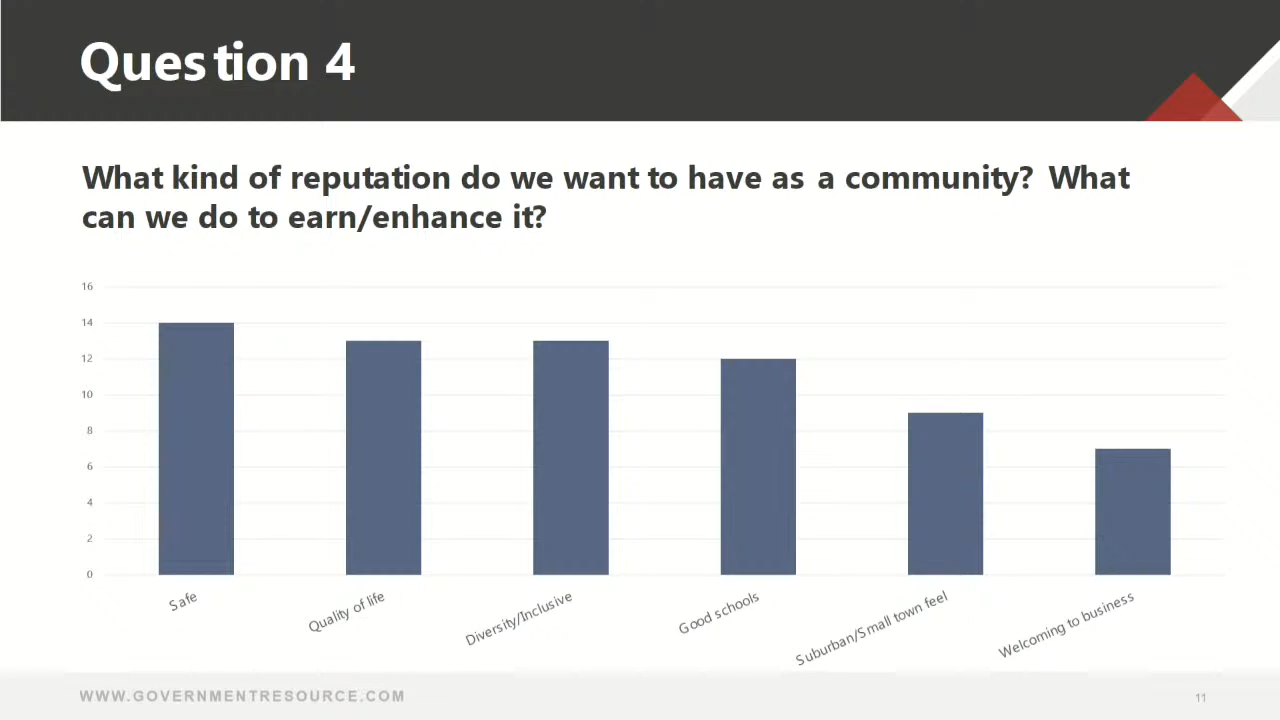 Question 4
What kind of reputation do we want to have as a community? What
can we do to earn/enhance it?
16
14
12
10
8
6
4
2
0
Safe
Quality of life
Diversity/Inclusive
Good schools
Suburban/Small town feel
Welcoming to business
WWW.GOVERNMENTRESOURCE.COM
11